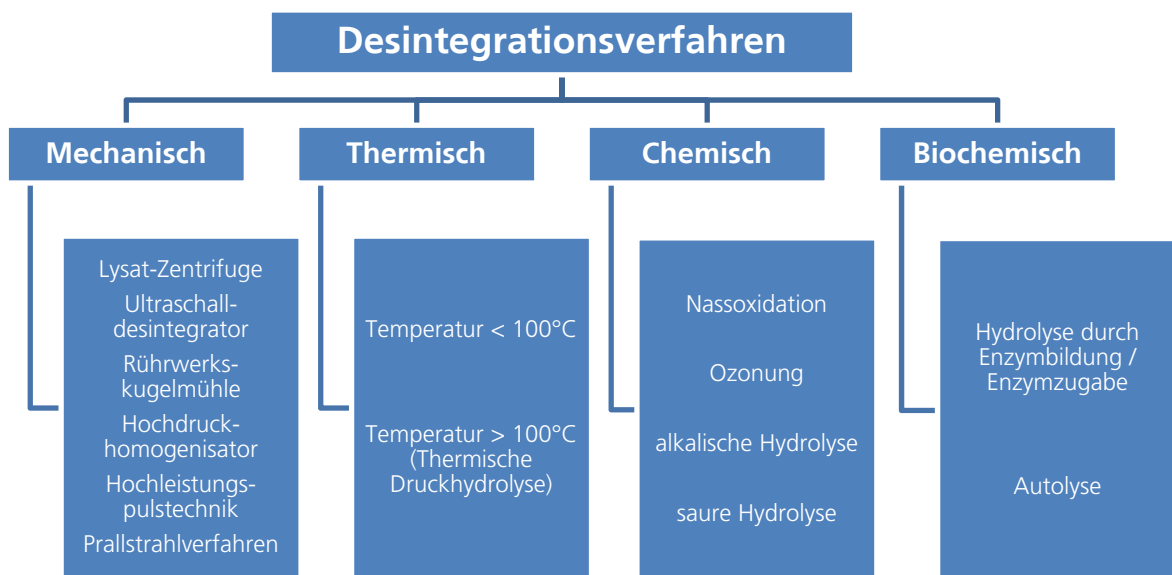 Desintegrationsverfahren
Mechanisch
Thermisch
Chemisch
Biochemisch
Lysat-Zentrifuge
Ultraschall-
desintegrator
Rührwerks-
kugelmühle
Hochdruck-
homogenisator
Hochleistungs-
pulstechnik
Prallstrahlverfahren
Temperatur < 100°C
Temperatur > 100°C
(Thermische
Druckhydrolyse)
Nassoxidation
Ozonung
alkalische Hydrolyse
saure Hydrolyse
Hydrolyse durch
Enzymbildung /
Enzymzugabe
Autolyse